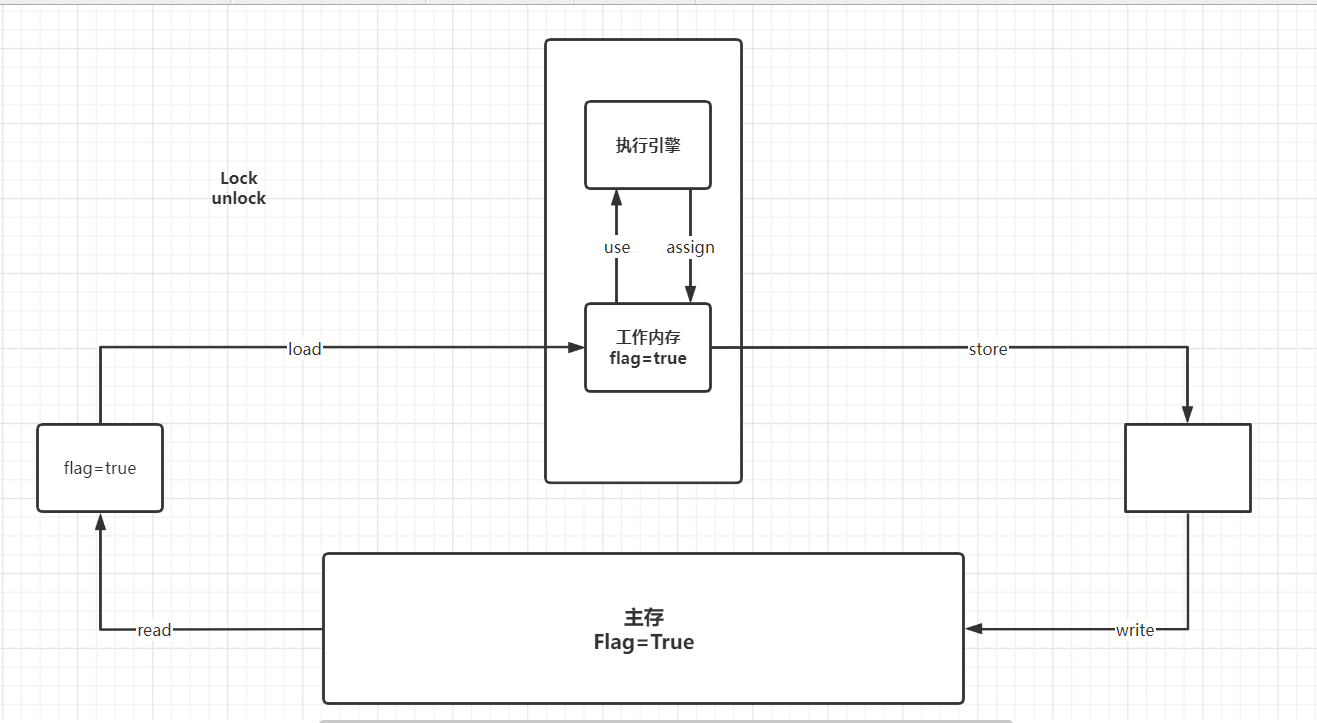 执行引擎
Lock
unlock
use
assign
工作内存
flag=true
load
store
flag=true
主存
Flag=True
read
write